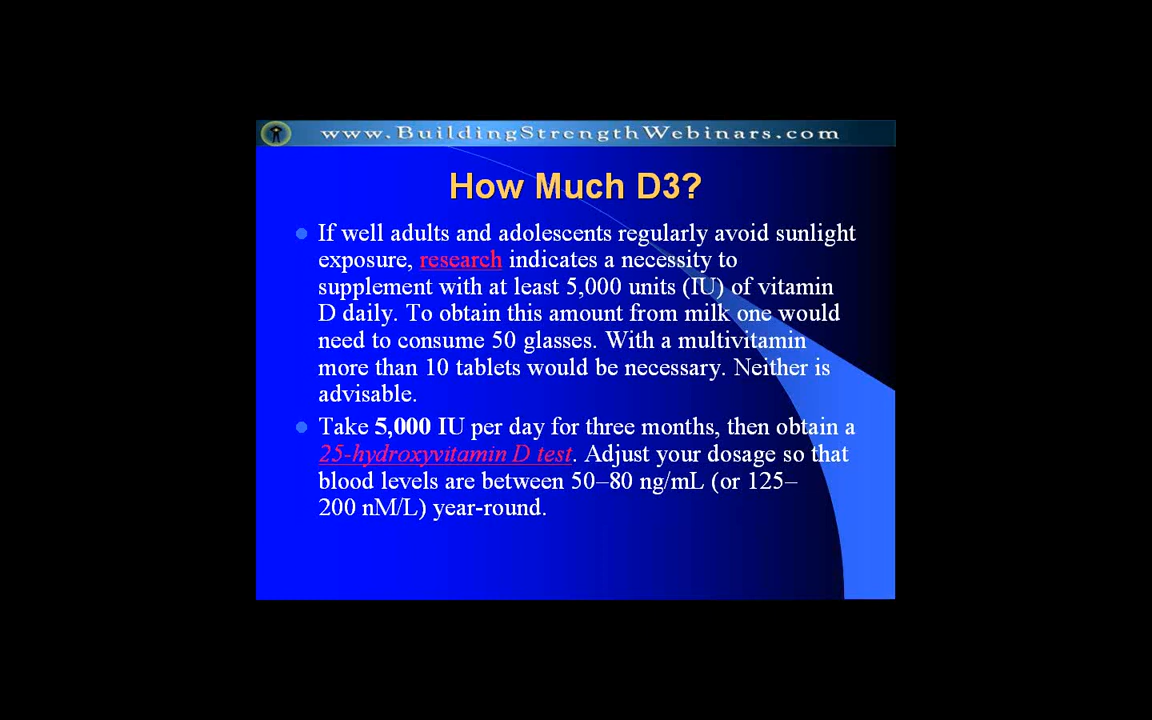 www.BuildingStrengthWebinars.com
How Much D3?
If well adults and adolescents regularly avoid sunlight
exposure, research indicates a necessity to
supplement with at least 5,000 units (IU) of vitamin
D daily. To obtain this amount from milk one would
need to consume 50 glasses. With a multivitamin
more than 10 tablets would be necessary. Neither is
advisable.
Take 5,000 IU per day for three months, then obtain a
25-hydroxyvitamin D test. Adjust your dosage so that
blood levels are between 50–80 ng/mL (or 125–
200 nM/L) year-round.